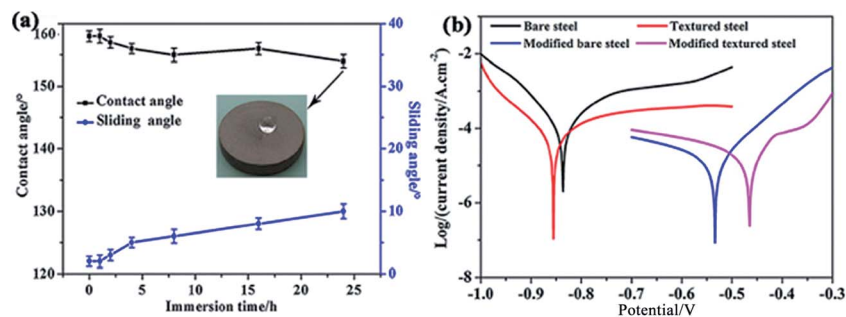 (a)
160
150
140
130
120
Contact angle/°
40
30
20
10
0
Sliding angle/°
Contact angle
Sliding angle
0 5 10 15 20 25
Immersion time/h
(b)
Bare steel Textured steel
Modified bare steel Modified textured steel
-2
-4
-6
-8
Log/(current density/A.cm⁻²)
-1.0 -0.9 -0.8 -0.7 -0.6 -0.5 -0.4 -0.3
Potential/V